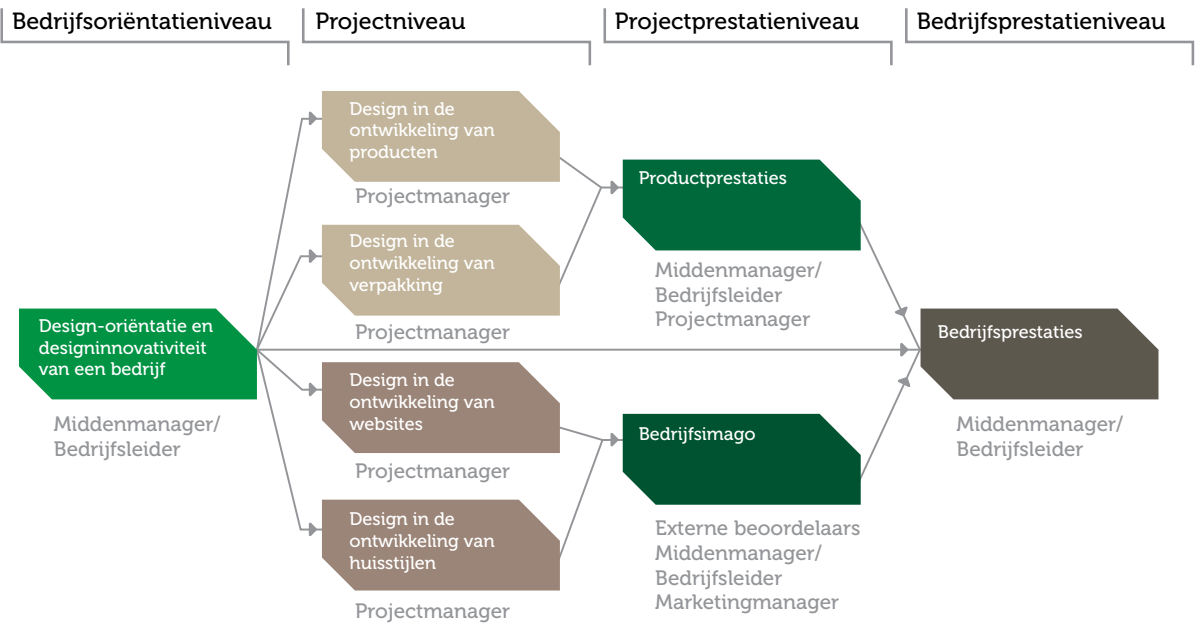 Bedrijfsoriëntatieniveau
Projectniveau
Projectprestatieniveau
Bedrijfsprestatieniveau
Design-oriëntatie en
designinnovativiteit
van een bedrijf
Middenmanager/
Bedrijfsleider
Design in de
ontwikkeling van
producten
Projectmanager
Design in de
ontwikkeling van
verpakking
Projectmanager
Design in de
ontwikkeling van
websites
Projectmanager
Design in de
ontwikkeling van
huisstijlen
Projectmanager
Productprestaties
Middenmanager/
Bedrijfsleider
Projectmanager
Bedrijfsimago
Externe beoordelaars
Middenmanager/
Bedrijfsleider
Marketingmanager
Bedrijfsprestaties
Middenmanager/
Bedrijfsleider